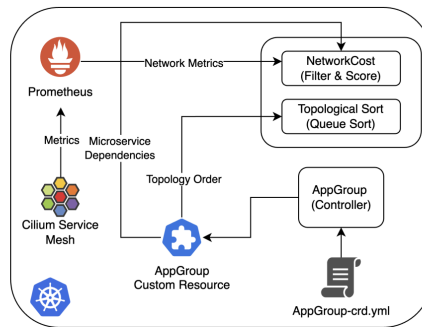 Prometheus
Network Metrics
NetworkCost
(Filter & Score)
Topological Sort
(Queue Sort)
Metrics
Microservice
Dependencies
Topology Order
Cilium Service
Mesh
AppGroup
Custom Resource
AppGroup
(Controller)
AppGroup-crd.yml